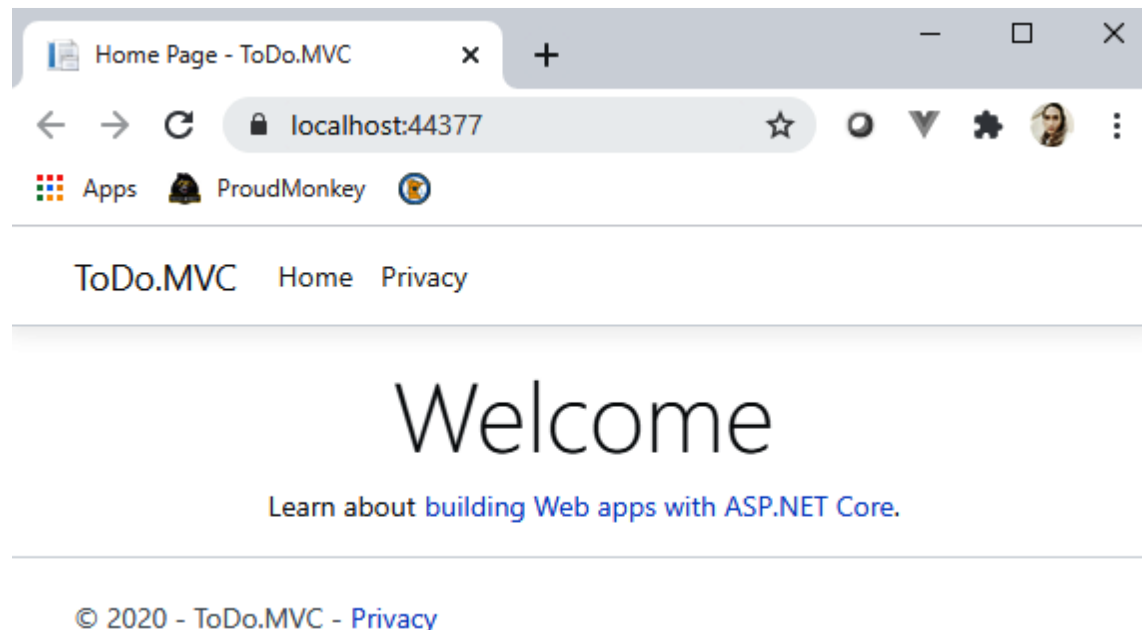 Home Page - ToDo.MVC
localhost:44377
Apps ProudMonkey
ToDo.MVC Home Privacy
Welcome
Learn about building Web apps with ASP.NET Core.
© 2020 - ToDo.MVC - Privacy